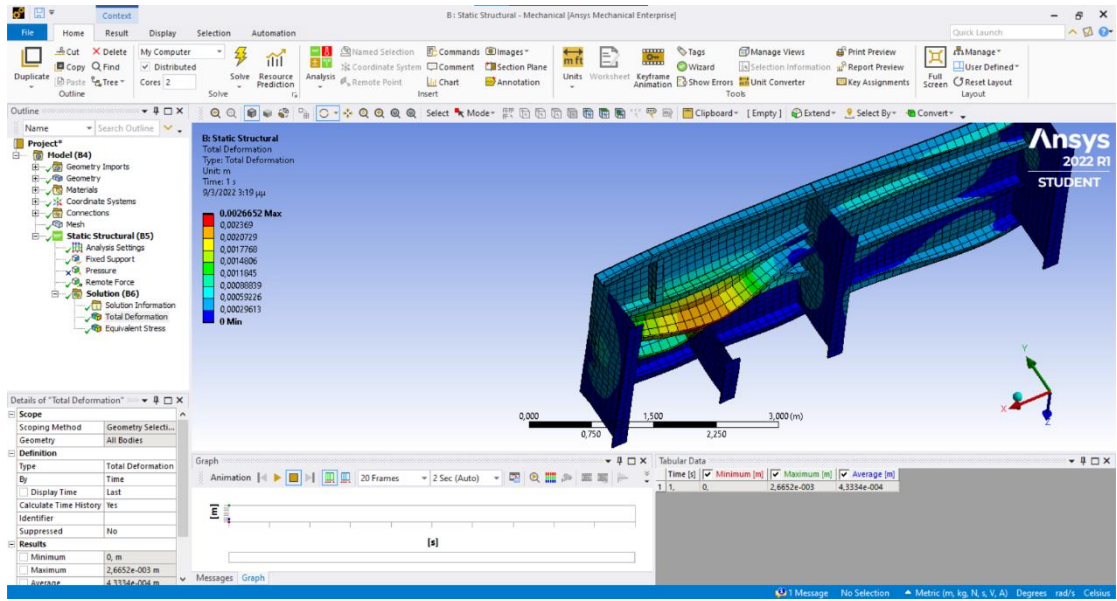 Context
B : Static Structural - Mechanical [Ansys Mechanical Enterprise]
File Home Result Display Selection Automation Quick Launch
Duplicate
Cut
Copy
Paste
Delete
Find
Tree
Outline
My Computer
Distributed
Cores 2
Solve
Resource Prediction
Solve
Analysis
Named Selection
Coordinate System
Remote Point
Commands
Comment
Chart
Images
Section Plane
Annotation
Insert
Units
Worksheet
Keyframe Animation
Tags
Wizard
Show Errors
Manage Views
Selection Information
Unit Converter
Print Preview
Report Preview
Key Assignments
Tools
Full Screen
Manage
User Defined
Reset Layout
Layout
Outline
Name Search Outline
Select Mode Clipboard [ Empty ] Extend Select By Convert
Project*
Model (B4)
Geometry Imports
Geometry
Materials
Coordinate Systems
Connections
Mesh
Static Structural (B5)
Analysis Settings
Fixed Support
Pressure
Remote Force
Solution (B6)
Solution Information
Total Deformation
Equivalent Stress
B: Static Structural
Total Deformation
Type: Total Deformation
Unit: m
Time: 1 s
9/3/2022 3:19 μμ
0,0026652 Max
0,002369
0,0020729
0,0017768
0,0014806
0,0011845
0,00088839
0,00059226
0,00029613
0 Min
Ansys
2022 R1
STUDENT
0,000 1,500 3,000 (m)
0,750 2,250
Y
X
Z
Details of "Total Deformation"
Scope
Scoping Method Geometry Selecti...
Geometry All Bodies
Definition
Type Total Deformation
By Time
Display Time Last
Calculate Time History Yes
Identifier
Suppressed No
Results
Minimum 0, m
Maximum 2,6652e-003 m
Average 4,3334e-004 m
Graph
Animation 20 Frames 2 Sec (Auto)
[m]
[s]
Messages Graph
Tabular Data
Time [s] Minimum [m] Maximum [m] Average [m]
1 1, 0, 2,6652e-003 4,3334e-004
1 Message No Selection Metric (m, kg, N, s, V, A) Degrees rad/s Celsius